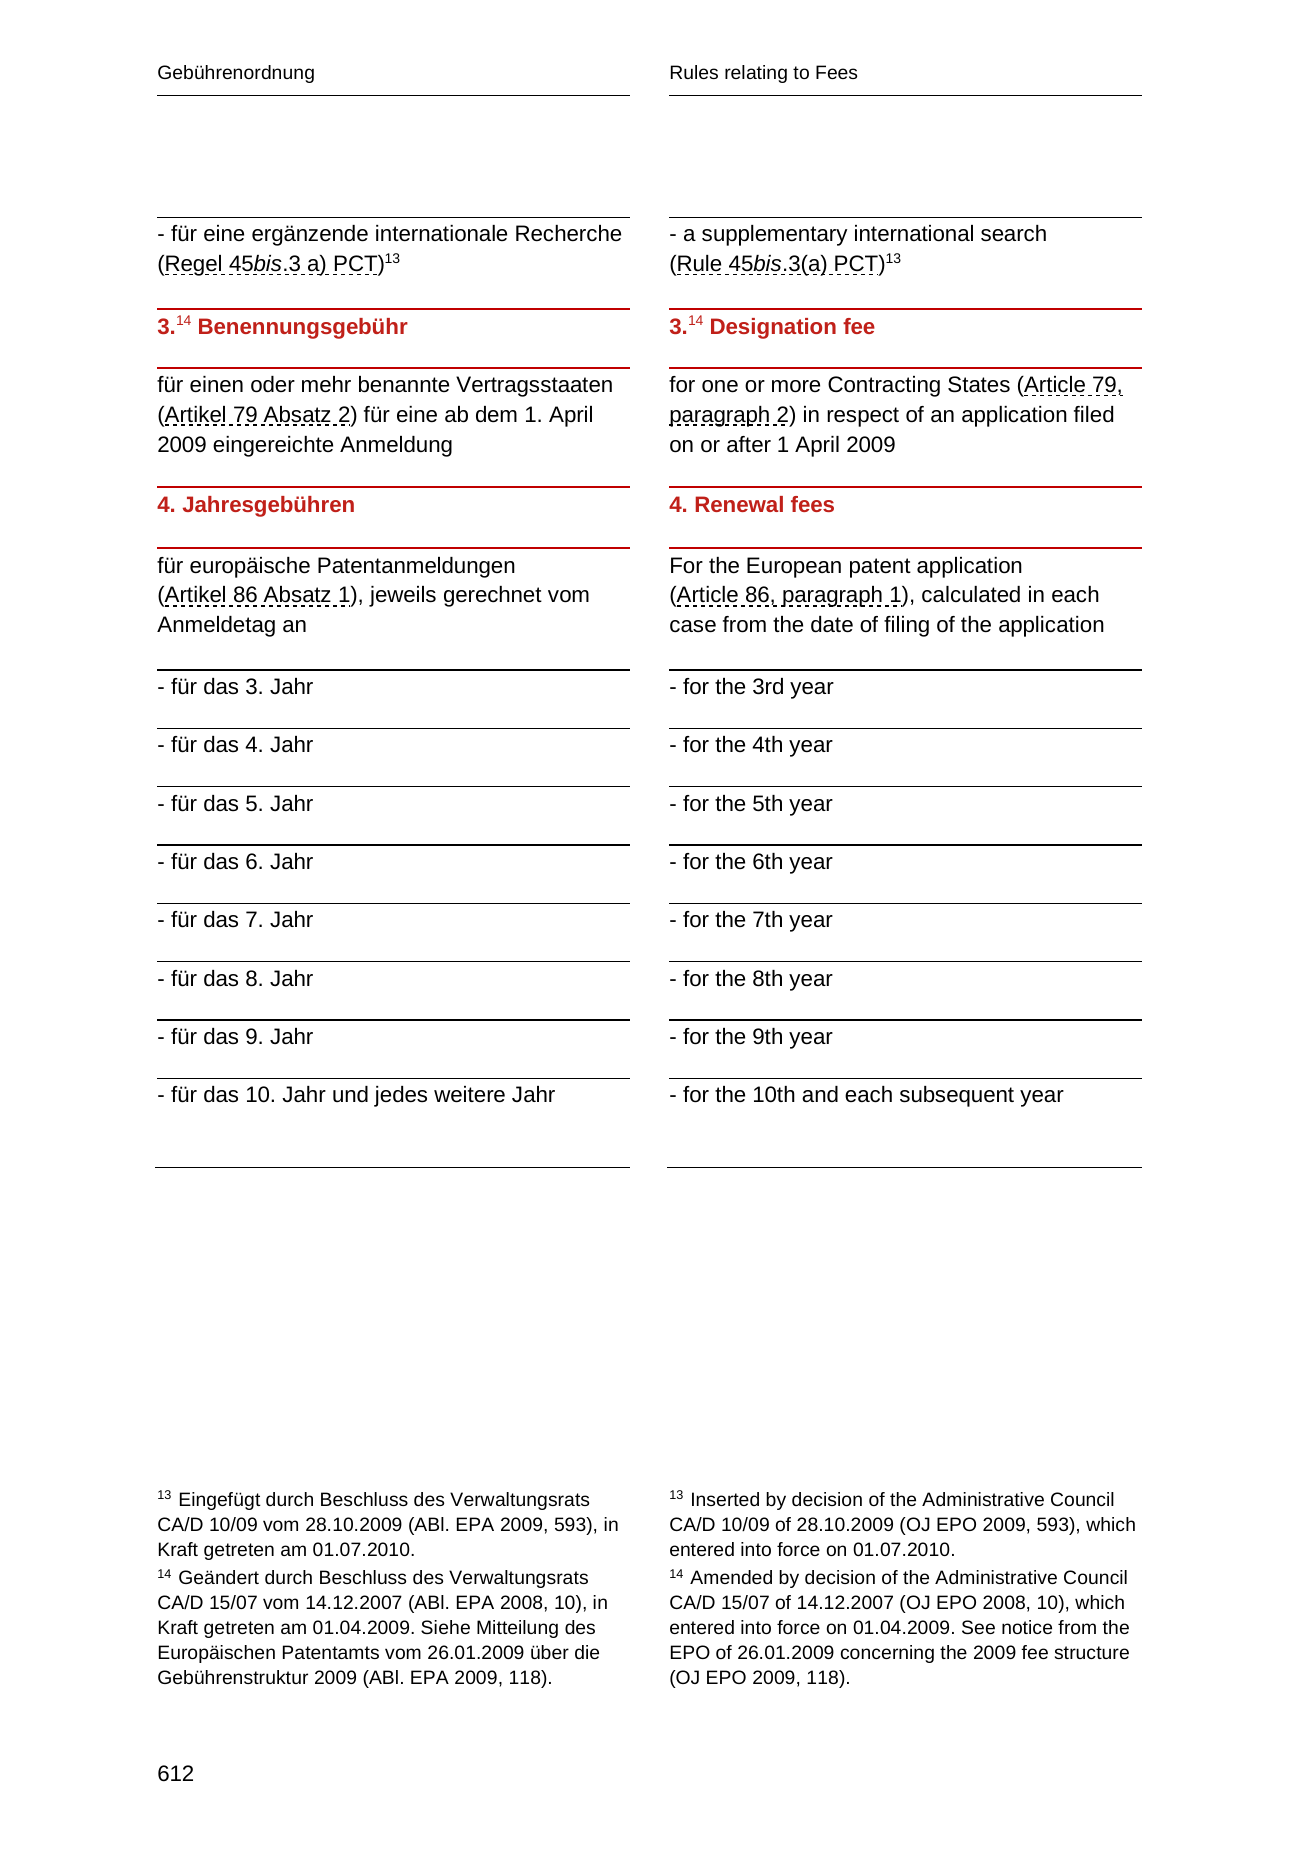 Gebührenordnung
- für eine ergänzende internationale Recherche
(Regel 45bis.3 a) PCT)13
3.14 Benennungsgebühr
für einen oder mehr benannte Vertragsstaaten
(Artikel 79 Absatz 2) für eine ab dem 1. April
2009 eingereichte Anmeldung
4. Jahresgebühren
für europäische Patentanmeldungen
(Artikel 86 Absatz 1), jeweils gerechnet vom
Anmeldetag an
- für das 3. Jahr
- für das 4. Jahr
- für das 5. Jahr
- für das 6. Jahr
- für das 7. Jahr
- für das 8. Jahr
- für das 9. Jahr
- für das 10. Jahr und jedes weitere Jahr
13 Eingefügt durch Beschluss des Verwaltungsrats
CA/D 10/09 vom 28.10.2009 (ABl. EPA 2009, 593), in
Kraft getreten am 01.07.2010.
14 Geändert durch Beschluss des Verwaltungsrats
CA/D 15/07 vom 14.12.2007 (ABl. EPA 2008, 10), in
Kraft getreten am 01.04.2009. Siehe Mitteilung des
Europäischen Patentamts vom 26.01.2009 über die
Gebührenstruktur 2009 (ABl. EPA 2009, 118).
Rules relating to Fees
- a supplementary international search
(Rule 45bis.3(a) PCT)13
3.14 Designation fee
for one or more Contracting States (Article 79,
paragraph 2) in respect of an application filed
on or after 1 April 2009
4. Renewal fees
For the European patent application
(Article 86, paragraph 1), calculated in each
case from the date of filing of the application
- for the 3rd year
- for the 4th year
- for the 5th year
- for the 6th year
- for the 7th year
- for the 8th year
- for the 9th year
- for the 10th and each subsequent year
13 Inserted by decision of the Administrative Council
CA/D 10/09 of 28.10.2009 (OJ EPO 2009, 593), which
entered into force on 01.07.2010.
14 Amended by decision of the Administrative Council
CA/D 15/07 of 14.12.2007 (OJ EPO 2008, 10), which
entered into force on 01.04.2009. See notice from the
EPO of 26.01.2009 concerning the 2009 fee structure
(OJ EPO 2009, 118).
612